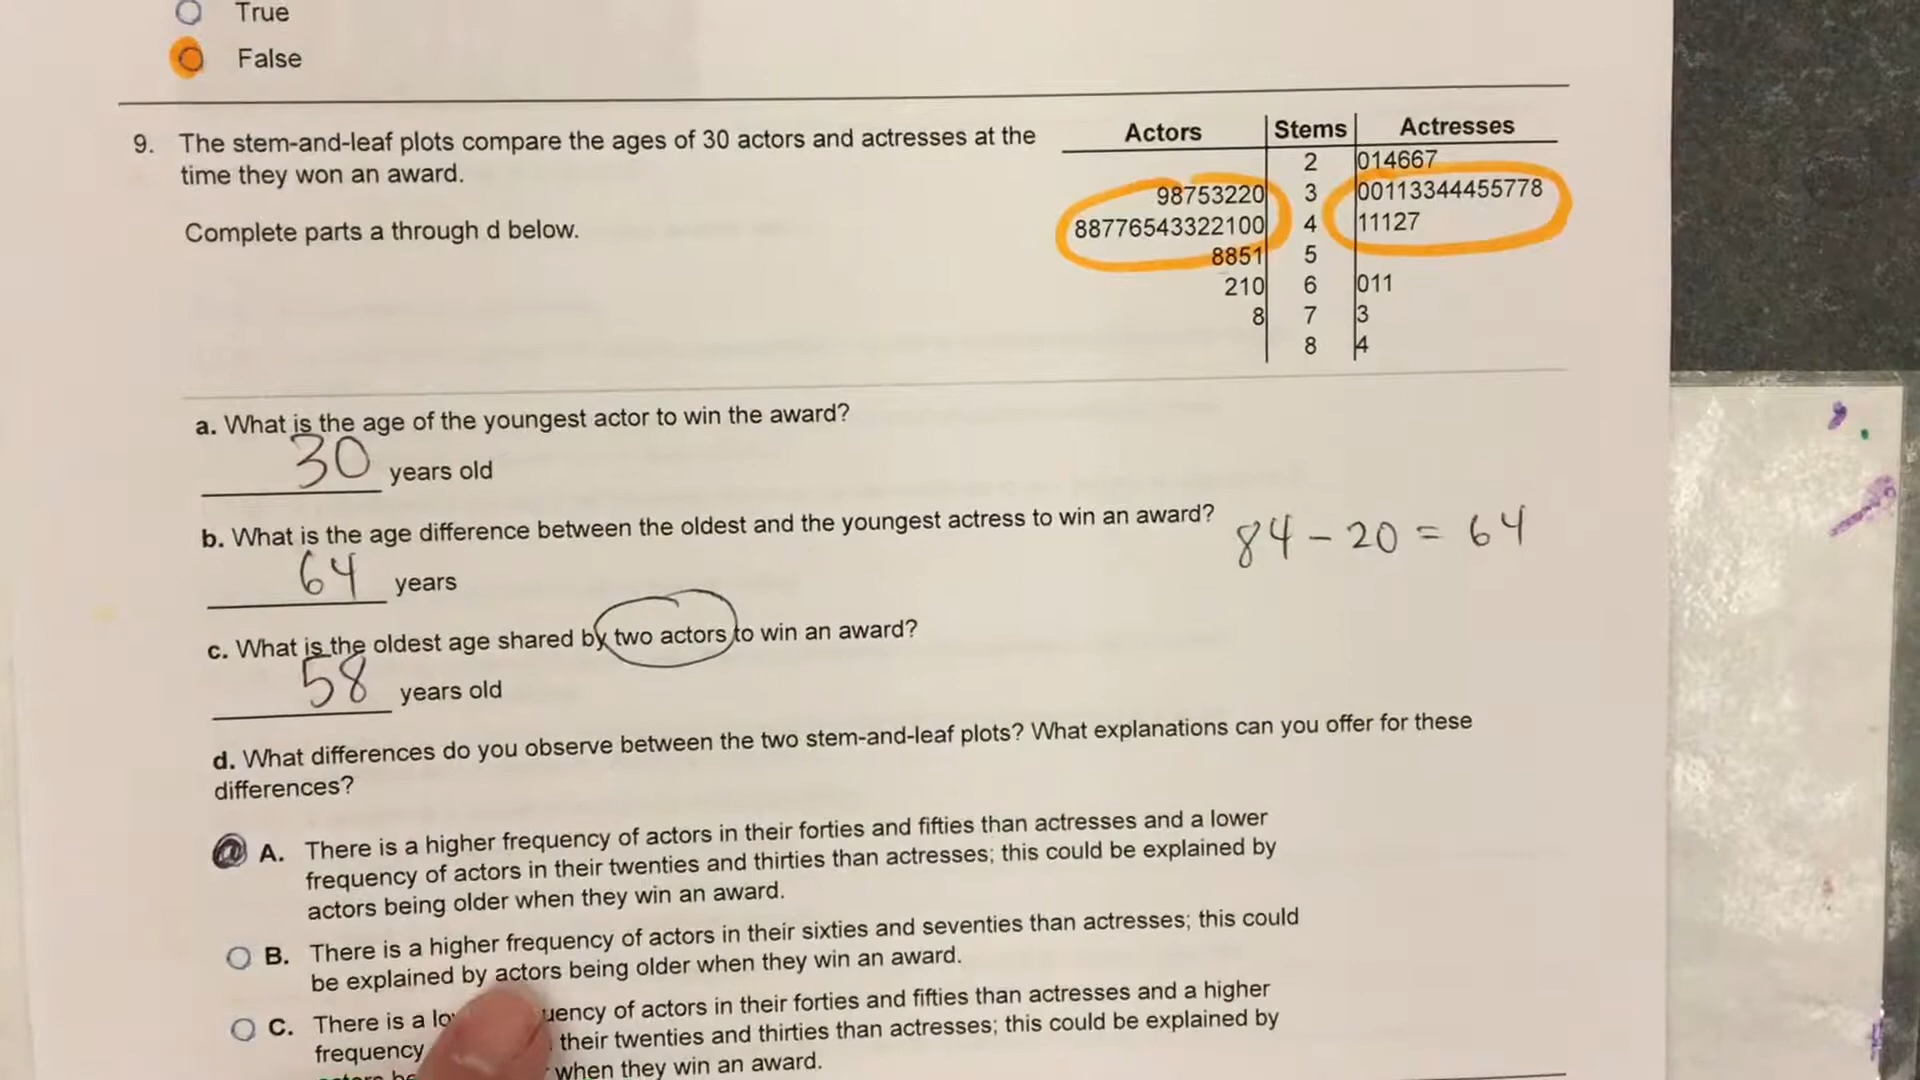 True
False
9. The stem-and-leaf plots compare the ages of 30 actors and actresses at the
time they won an award.
Complete parts a through d below.
Actors Stems Actresses
2 014667
98753220 3 00113344455778
88776543322100 4 11127
8851 5
210 6 011
8 7 3
8 4
a. What is the age of the youngest actor to win the award?
30 years old
b. What is the age difference between the oldest and the youngest actress to win an award? 84 - 20 = 64
64 years
c. What is the oldest age shared by two actors to win an award?
58 years old
d. What differences do you observe between the two stem-and-leaf plots? What explanations can you offer for these
differences?
A. There is a higher frequency of actors in their forties and fifties than actresses and a lower
frequency of actors in their twenties and thirties than actresses; this could be explained by
actors being older when they win an award.
B. There is a higher frequency of actors in their sixties and seventies than actresses; this could
be explained by actors being older when they win an award.
C. There is a uency of actors in their forties and fifties than actresses and a higher
frequency their twenties and thirties than actresses; this could be explained by
when they win an award.